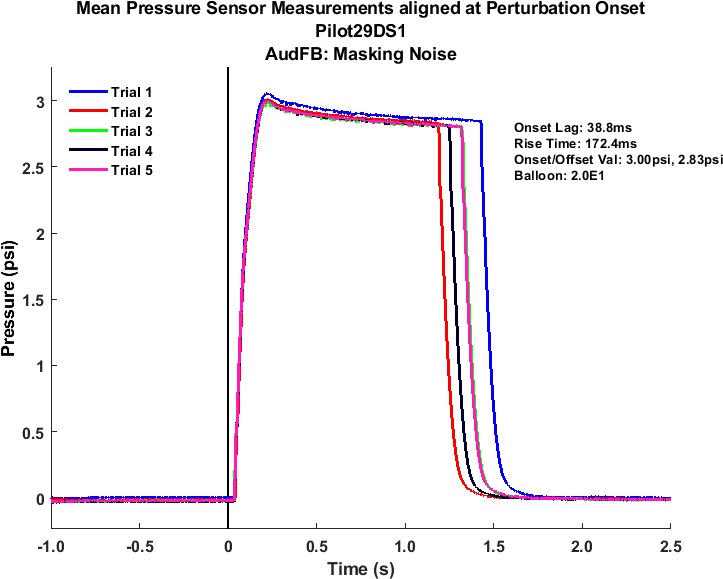 Mean Pressure Sensor Measurements aligned at Perturbation Onset
Pilot29DS1
AudFB: Masking Noise
Trial 1
Trial 2
Trial 3
Trial 4
Trial 5
Onset Lag: 38.8ms
Rise Time: 172.4ms
Onset/Offset Val: 3.00psi, 2.83psi
Balloon: 2.0E1
Pressure (psi)
3
2.5
2
1.5
1
0.5
0
-1.0
-0.5
0
0.5
1.0
1.5
2.0
2.5
Time (s)